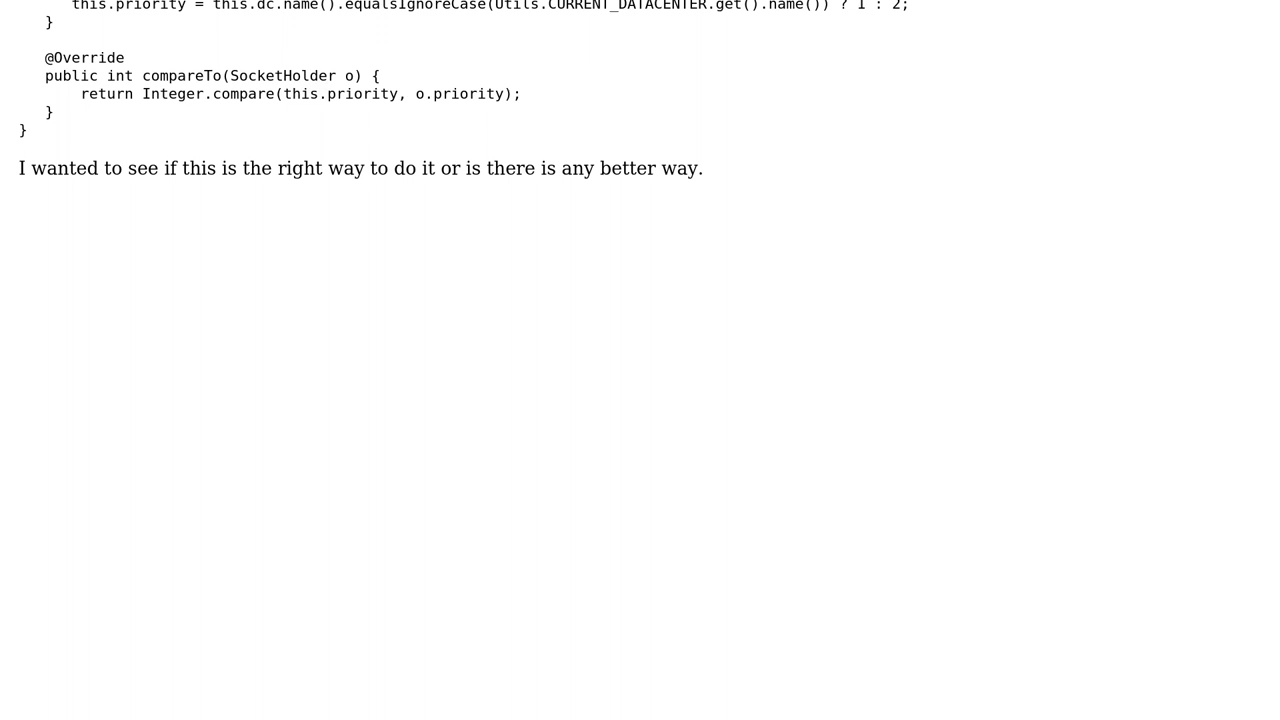 this.priority = this.dc.name().equalsIgnoreCase(Utils.CURRENT_DATACENTER.get().name()) ? 1 : 2;
}
@Override
public int compareTo(SocketHolder o) {
return Integer.compare(this.priority, o.priority);
}
}
I wanted to see if this is the right way to do it or is there is any better way.